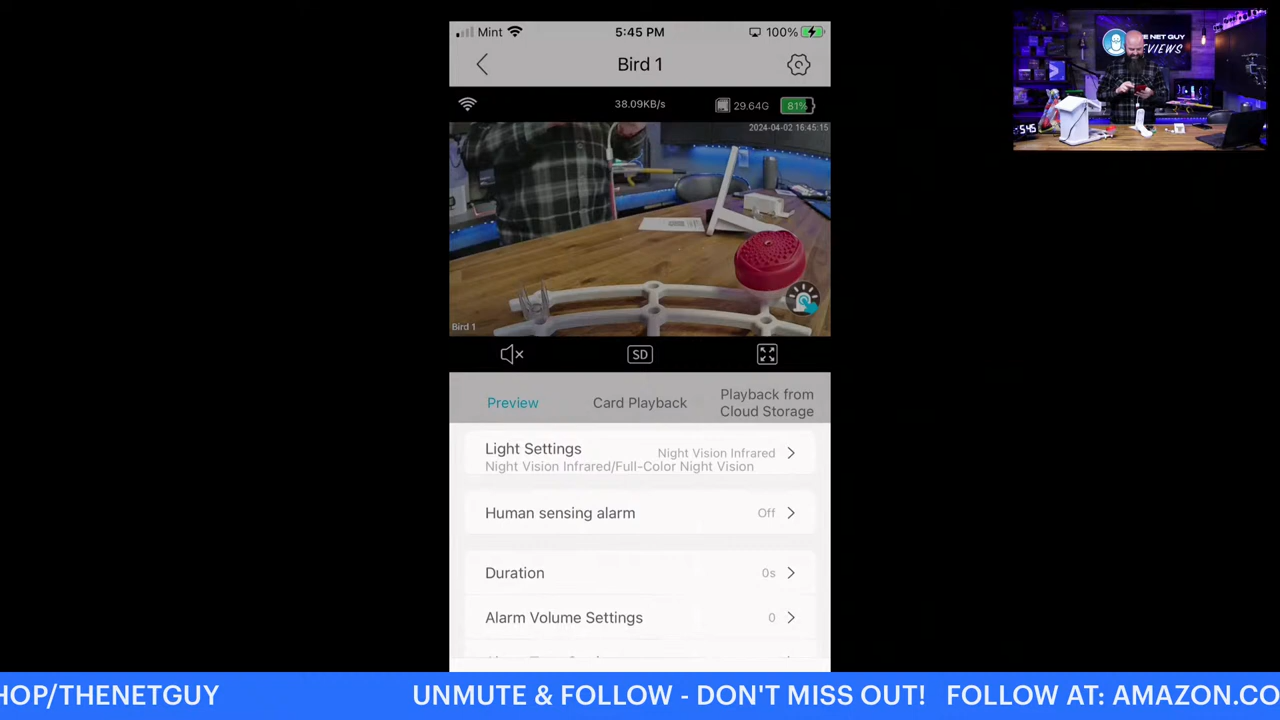 Mint 5:45 PM 100%
Bird 1
38.09KB/s 29.64G 81%
2024-04-02 16:45:15
Bird 1
SD
Preview Card Playback Playback from
Cloud Storage
Light Settings Night Vision Infrared
Night Vision Infrared/Full-Color Night Vision
Human sensing alarm Off
Duration 0s
Alarm Volume Settings 0
NET GUY
HOP/THENETGUY UNMUTE & FOLLOW - DON'T MISS OUT! FOLLOW AT: AMAZON.CO